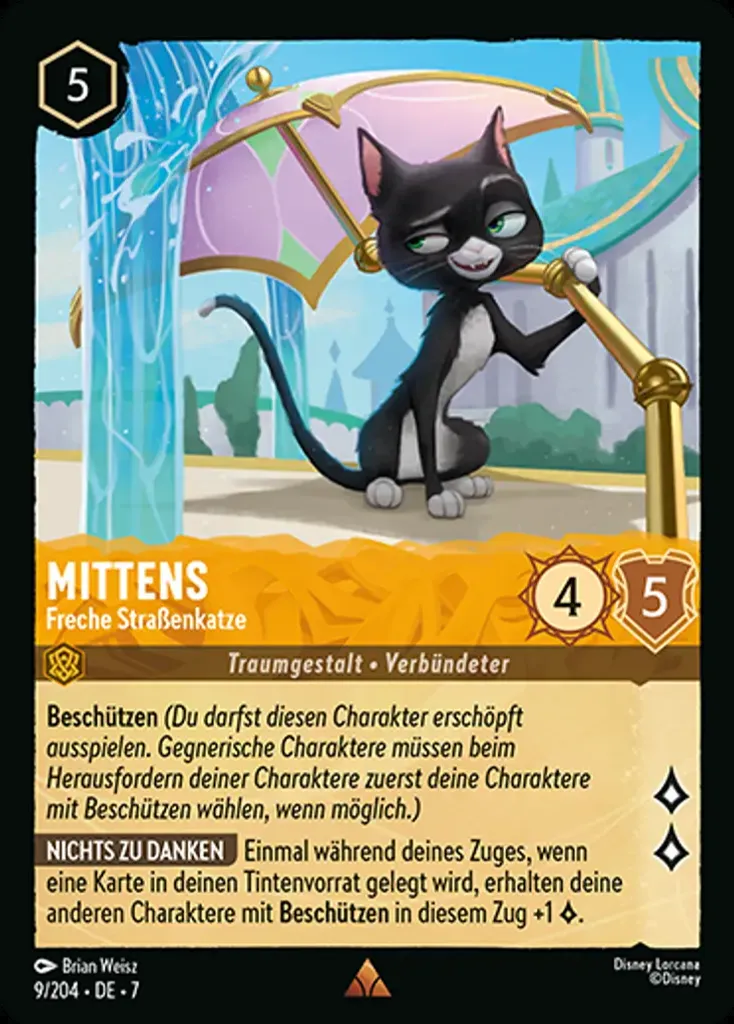 5
MITTENS
Freche Straßenkatze
4
5
Traumgestalt • Verbündeter
Beschützen (Du darfst diesen Charakter erschöpft
ausspielen. Gegnerische Charaktere müssen beim
Herausfordern deiner Charaktere zuerst deine Charaktere
mit Beschützen wählen, wenn möglich.)
NICHTS ZU DANKEN Einmal während deines Zuges, wenn
eine Karte in deinen Tintenvorrat gelegt wird, erhalten deine
anderen Charaktere mit Beschützen in diesem Zug +1 .
Brian Weisz
9/204 • DE • 7
Disney Lorcana
©Disney